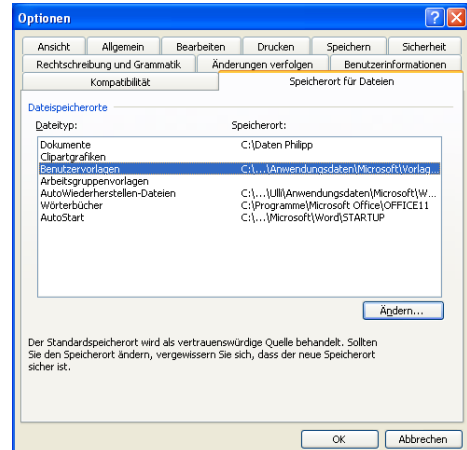 Optionen
Ansicht Allgemein Bearbeiten Drucken Speichern Sicherheit
Rechtschreibung und Grammatik Änderungen verfolgen Benutzerinformationen
Kompatibilität Speicherort für Dateien
Dateispeicherorte
Dateityp: Speicherort:
Dokumente C:\Daten Philipp
Clipartgrafiken
Benutzervorlagen C:\...\Anwendungsdaten\Microsoft\Vorlag...
Arbeitsgruppenvorlagen
AutoWiederherstellen-Dateien C:\...\Ulli\Anwendungsdaten\Microsoft\W...
Wörterbücher C:\Programme\Microsoft Office\OFFICE11
AutoStart C:\...\Microsoft\Word\STARTUP
Ändern...
Der Standardspeicherort wird als vertrauenswürdige Quelle behandelt. Sollten
Sie den Speicherort ändern, vergewissern Sie sich, dass der neue Speicherort
sicher ist.
OK Abbrechen